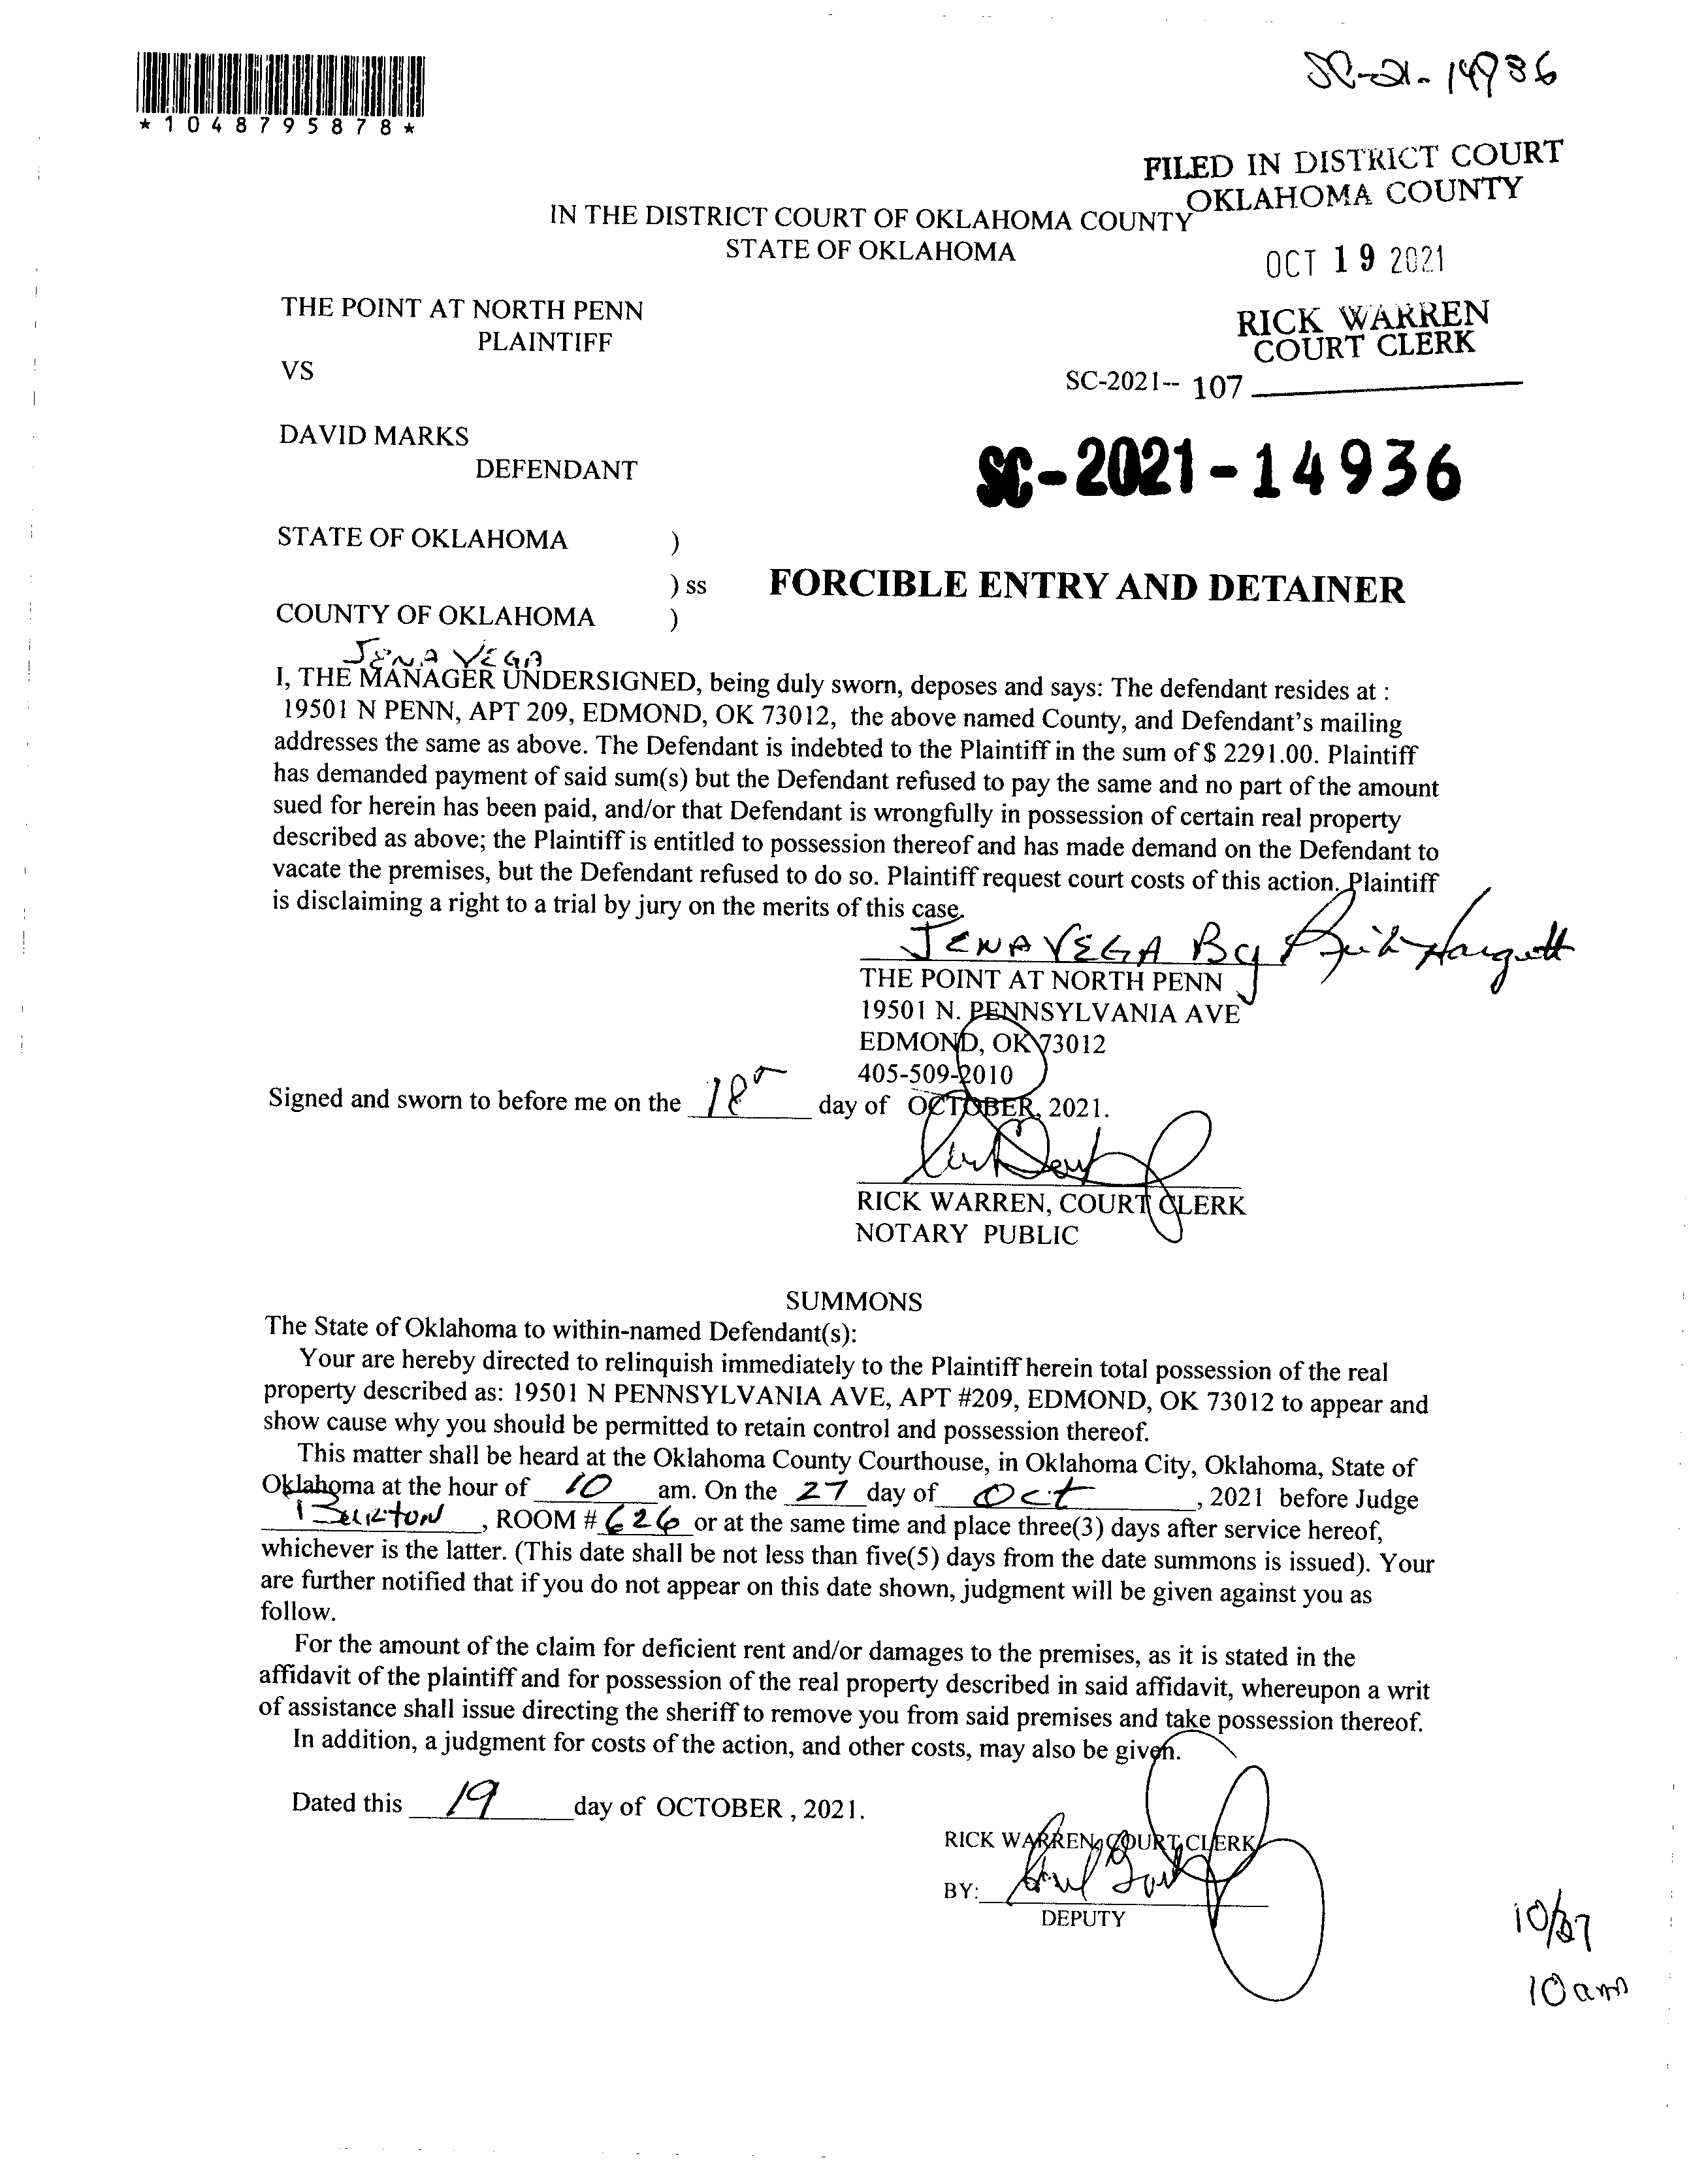 SC-21-14936
*1048795878*
FILED IN DISTRICT COURT
OKLAHOMA COUNTY
IN THE DISTRICT COURT OF OKLAHOMA COUNTY
STATE OF OKLAHOMA
OCT 19 2021
THE POINT AT NORTH PENN
PLAINTIFF
RICK WARREN
COURT CLERK
VS
SC-2021-- 107
DAVID MARKS
DEFENDANT
SC-2021-14936
STATE OF OKLAHOMA )
) ss FORCIBLE ENTRY AND DETAINER
COUNTY OF OKLAHOMA )
JENA VEGA
I, THE MANAGER UNDERSIGNED, being duly sworn, deposes and says: The defendant resides at :
19501 N PENN, APT 209, EDMOND, OK 73012, the above named County, and Defendant's mailing
addresses the same as above. The Defendant is indebted to the Plaintiff in the sum of $ 2291.00. Plaintiff
has demanded payment of said sum(s) but the Defendant refused to pay the same and no part of the amount
sued for herein has been paid, and/or that Defendant is wrongfully in possession of certain real property
described as above; the Plaintiff is entitled to possession thereof and has made demand on the Defendant to
vacate the premises, but the Defendant refused to do so. Plaintiff request court costs of this action. Plaintiff
is disclaiming a right to a trial by jury on the merits of this case.
JENA VEGA By Hargett
THE POINT AT NORTH PENN
19501 N. PENNSYLVANIA AVE
EDMOND, OK 73012
405-509-2010
Signed and sworn to before me on the 18 day of OCTOBER, 2021.
RICK WARREN, COURT CLERK
NOTARY PUBLIC
SUMMONS
The State of Oklahoma to within-named Defendant(s):
Your are hereby directed to relinquish immediately to the Plaintiff herein total possession of the real
property described as: 19501 N PENNSYLVANIA AVE, APT #209, EDMOND, OK 73012 to appear and
show cause why you should be permitted to retain control and possession thereof.
This matter shall be heard at the Oklahoma County Courthouse, in Oklahoma City, Oklahoma, State of
Oklahoma at the hour of 10 am. On the 27 day of Oct , 2021 before Judge
Burton , ROOM # 626 or at the same time and place three(3) days after service hereof,
whichever is the latter. (This date shall be not less than five(5) days from the date summons is issued). Your
are further notified that if you do not appear on this date shown, judgment will be given against you as
follow.
For the amount of the claim for deficient rent and/or damages to the premises, as it is stated in the
affidavit of the plaintiff and for possession of the real property described in said affidavit, whereupon a writ
of assistance shall issue directing the sheriff to remove you from said premises and take possession thereof.
In addition, a judgment for costs of the action, and other costs, may also be given.
Dated this 19 day of OCTOBER , 2021.
RICK WARREN, COURT CLERK
BY:
DEPUTY
10/27
10am